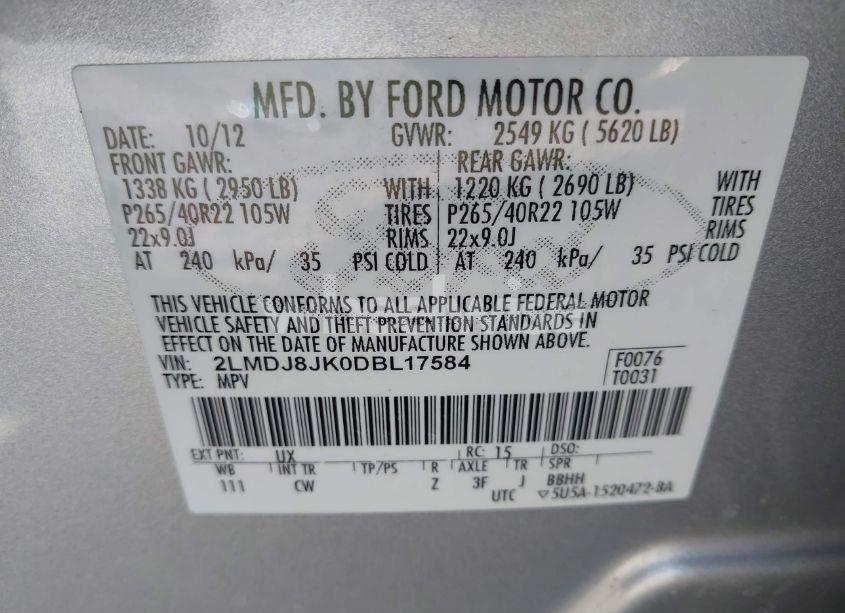 MFD. BY FORD MOTOR CO.
DATE: 10/12 GVWR: 2549 KG ( 5620 LB)
FRONT GAWR: REAR GAWR:
1338 KG ( 2950 LB) WITH 1220 KG ( 2690 LB) WITH
P265/40R22 105W TIRES P265/40R22 105W TIRES
22x9.0J RIMS 22x9.0J RIMS
AT 240 kPa/ 35 PSI COLD AT 240 kPa/ 35 PSI COLD
THIS VEHICLE CONFORMS TO ALL APPLICABLE FEDERAL MOTOR
VEHICLE SAFETY AND THEFT PREVENTION STANDARDS IN
EFFECT ON THE DATE OF MANUFACTURE SHOWN ABOVE.
VIN: 2LMDJ8JK0DBL17584 F0076
TYPE: MPV T0031
EXT PNT: UX RC: 15 DSO:
WB INT TR TP/PS R AXLE TR SPR
111 CW Z 3F J BBHH
UTC ▽5U5A-1520472-BA